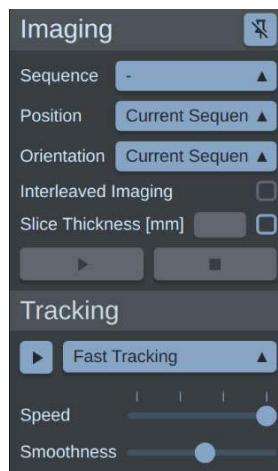 Imaging
Sequence -
Position Current Sequen
Orientation Current Sequen
Interleaved Imaging
Slice Thickness [mm]
Tracking
Fast Tracking
Speed
Smoothness